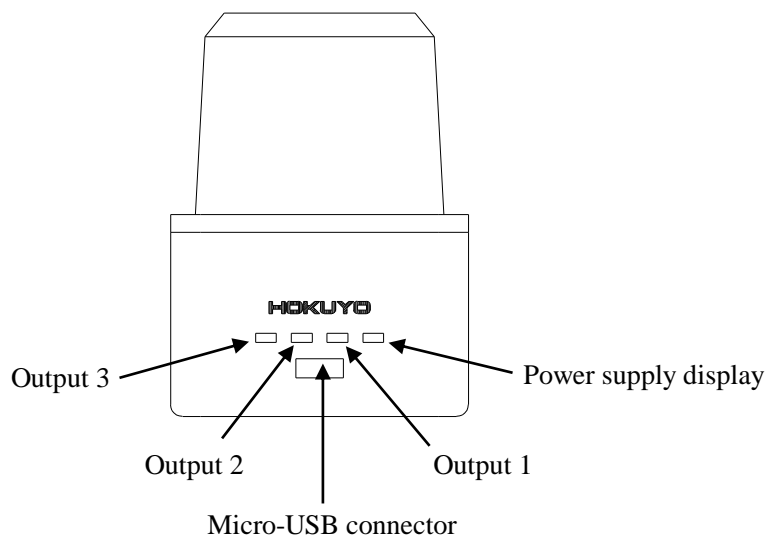 HOKUYO
Output 3
Power supply display
Output 2
Output 1
Micro-USB connector